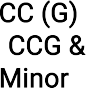 CC (G)
CCG &
Minor